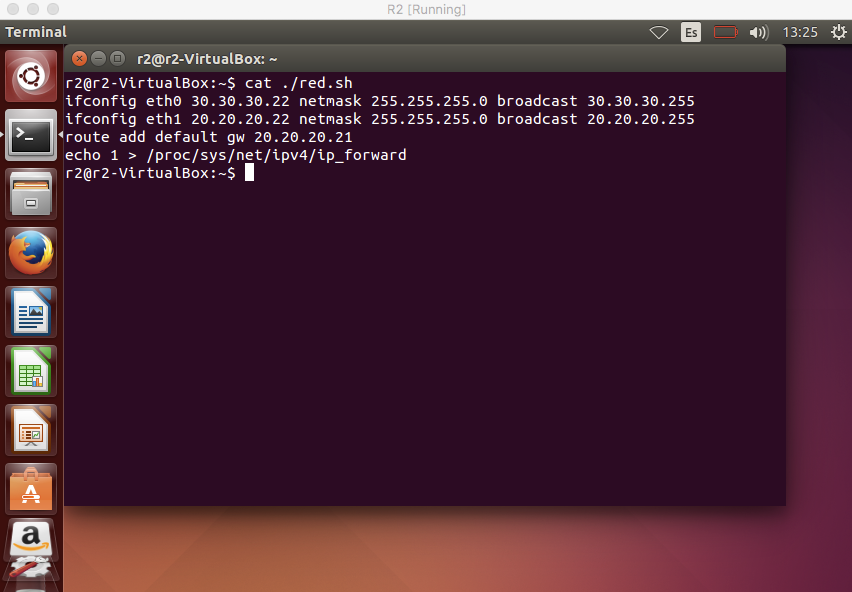 R2 [Running]
Terminal
Es
13:25
r2@r2-VirtualBox: ~
r2@r2-VirtualBox:~$ cat ./red.sh
ifconfig eth0 30.30.30.22 netmask 255.255.255.0 broadcast 30.30.30.255
ifconfig eth1 20.20.20.22 netmask 255.255.255.0 broadcast 20.20.20.255
route add default gw 20.20.20.21
echo 1 > /proc/sys/net/ipv4/ip_forward
r2@r2-VirtualBox:~$